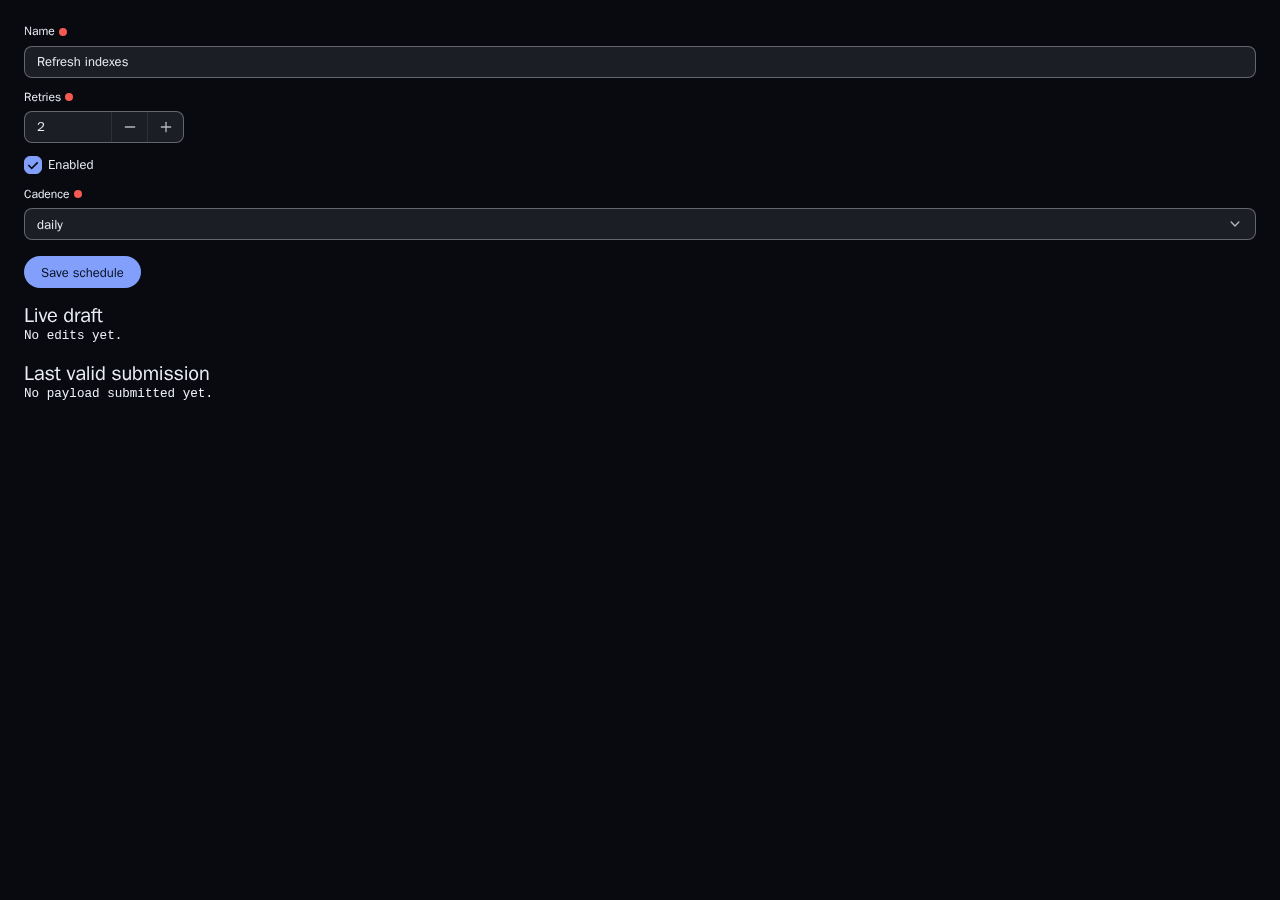 Name
Refresh indexes
Retries
2
Enabled
Cadence
daily
Save schedule
Live draft
No edits yet.
Last valid submission
No payload submitted yet.